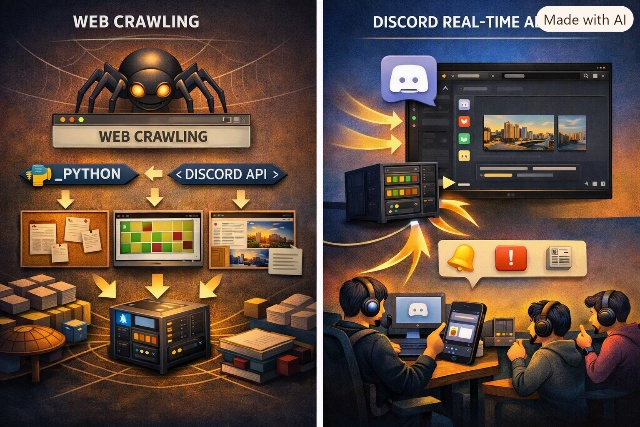 WEB CRAWLING
WEB CRAWLING
_PYTHON
< DISCORD API >
DISCORD REAL-TIME
Made with AI